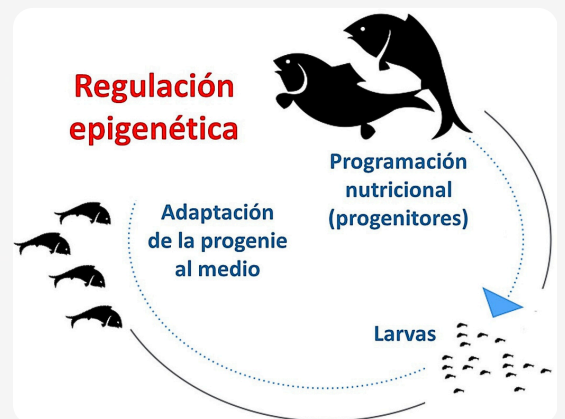 Regulación
epigenética
Programación
nutricional
(progenitores)
Adaptación
de la progenie
al medio
Larvas